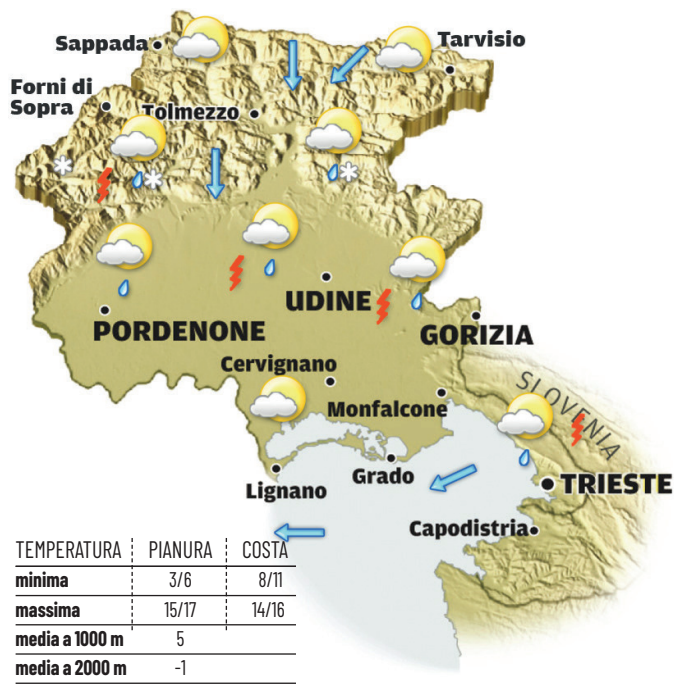 Sappada
Tarvisio
Forni di
Sopra
Tolmezzo
UDINE
PORDENONE
GORIZIA
Cervignano
SLOVENIA
Monfalcone
Grado
Lignano
TRIESTE
Capodistria
TEMPERATURA PIANURA COSTA
minima 3/6 8/11
massima 15/17 14/16
media a 1000 m 5
media a 2000 m -1